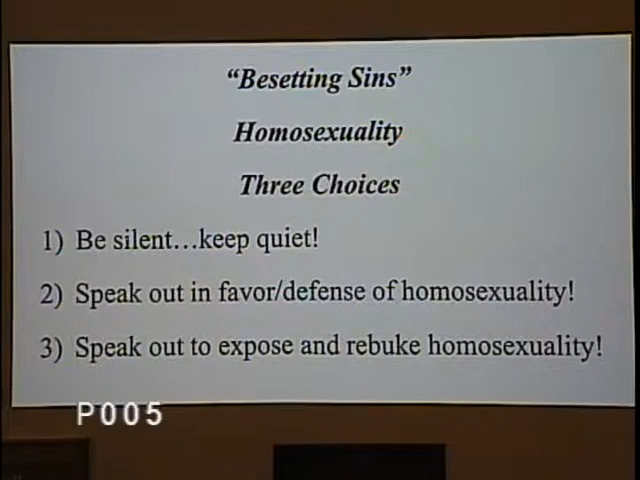 “Besetting Sins”
Homosexuality
Three Choices
1) Be silent…keep quiet!
2) Speak out in favor/defense of homosexuality!
3) Speak out to expose and rebuke homosexuality!
P005